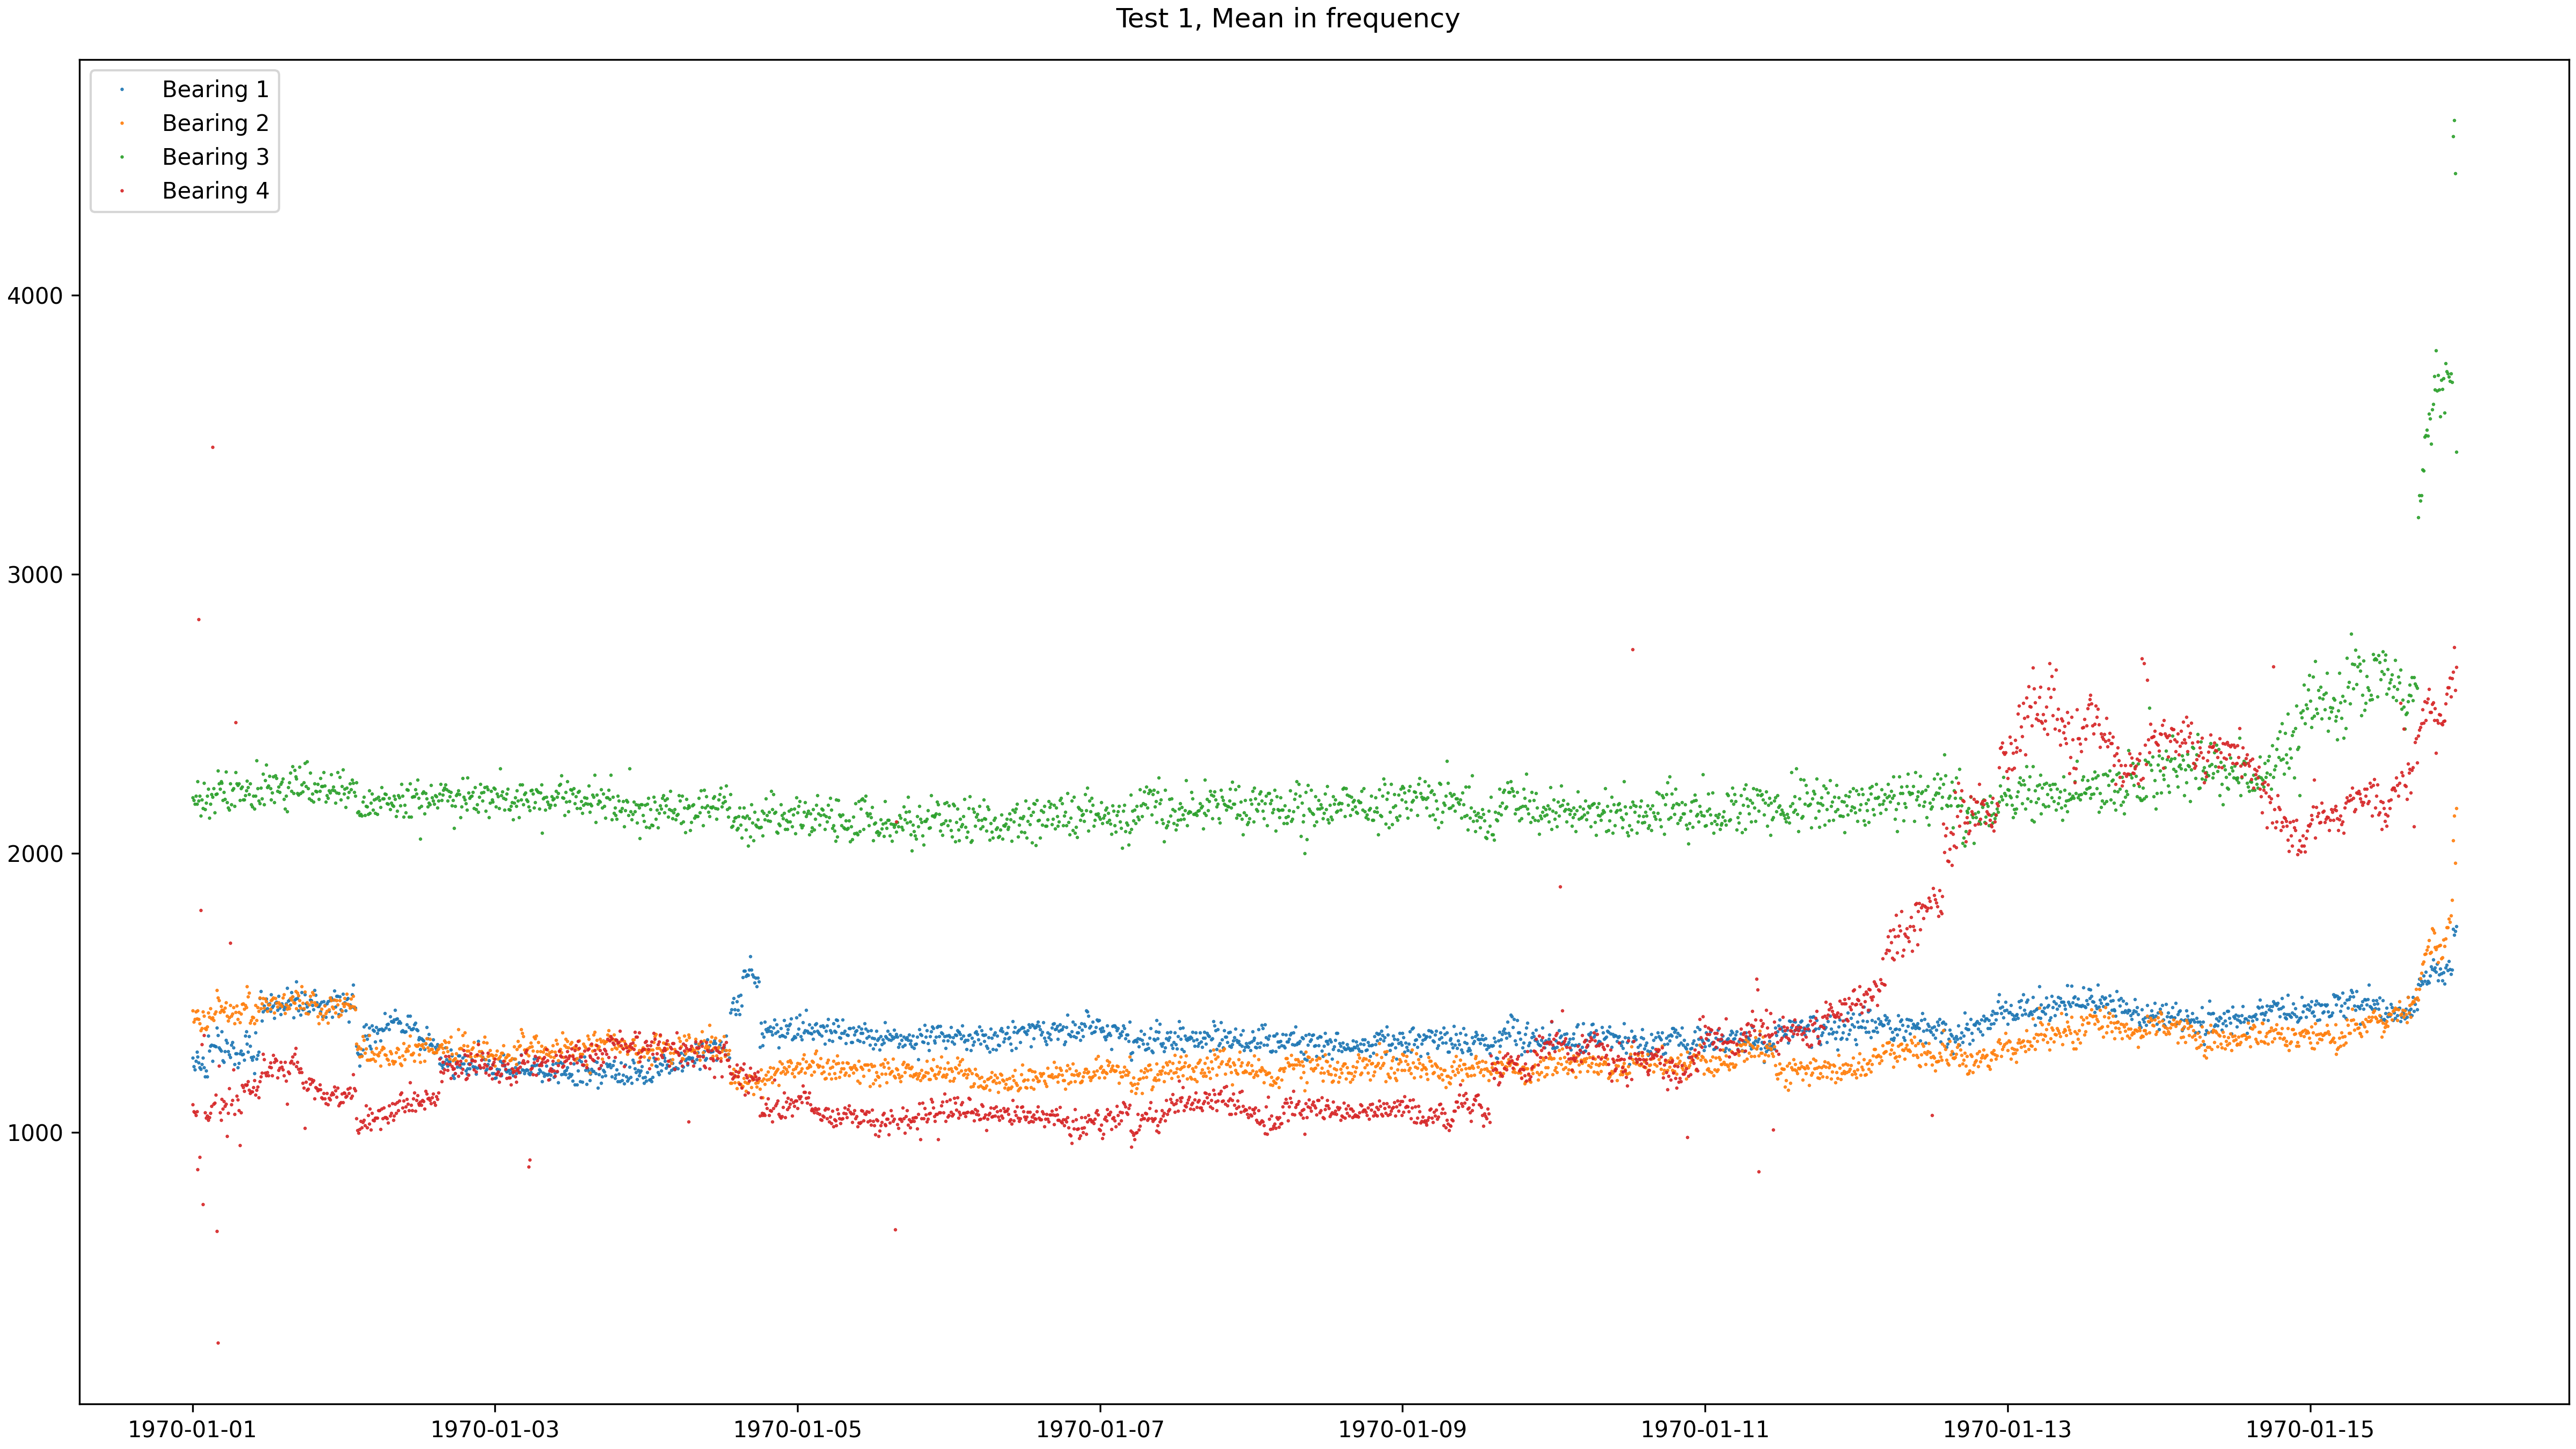 Test 1, Mean in frequency
Bearing 1
Bearing 2
Bearing 3
Bearing 4
4000
3000
2000
1000
1970-01-01 1970-01-03 1970-01-05 1970-01-07 1970-01-09 1970-01-11 1970-01-13 1970-01-15